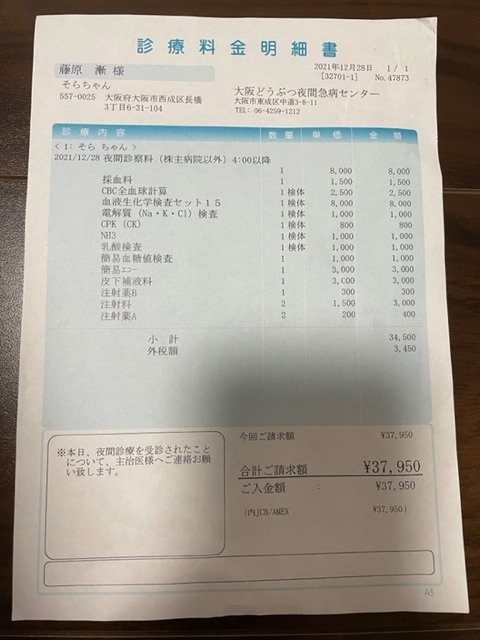 診療料金明細書
藤原 漸 様
2021年12月28日 1 / 1
[32701-1] No.47873
そらちゃん
557-0025 大阪府大阪市西成区長橋
3丁目6-31-104
大阪どうぶつ夜間急病センター
大阪市東成区中道3-8-11
TEL: 06-4259-1212
診療内容 数量 単価 金額
< 1: そら ちゃん >
2021/12/28 夜間診察料(株主病院以外)4:00以降 1 8,000 8,000
採血料 1 1,500 1,500
CBC全血球計算 1 検体 2,500 2,500
血液生化学検査セット15 1 検体 8,000 8,000
電解質(Na・K・Cl)検査 1 検体 1,000 1,000
CPK (CK) 1 検体 800 800
NH3 1 検体 1,000 1,000
乳酸検査 1 検体 1,000 1,000
簡易血糖値検査 1 1,000 1,000
簡易エコー 1 3,000 3,000
皮下補液料 1 3,000 3,000
注射薬B 1 300 300
注射料 2 1,500 3,000
注射薬A 2 200 400
小 計 34,500
外税額 3,450
※本日、夜間診療を受診されたこと
について、主治医様へご連絡お願
い致します。
今回ご請求額 ¥37,950
合計ご請求額 ¥37,950
ご入金額 : ¥37,950
(内JCB/AMEX ¥37,950)
A5